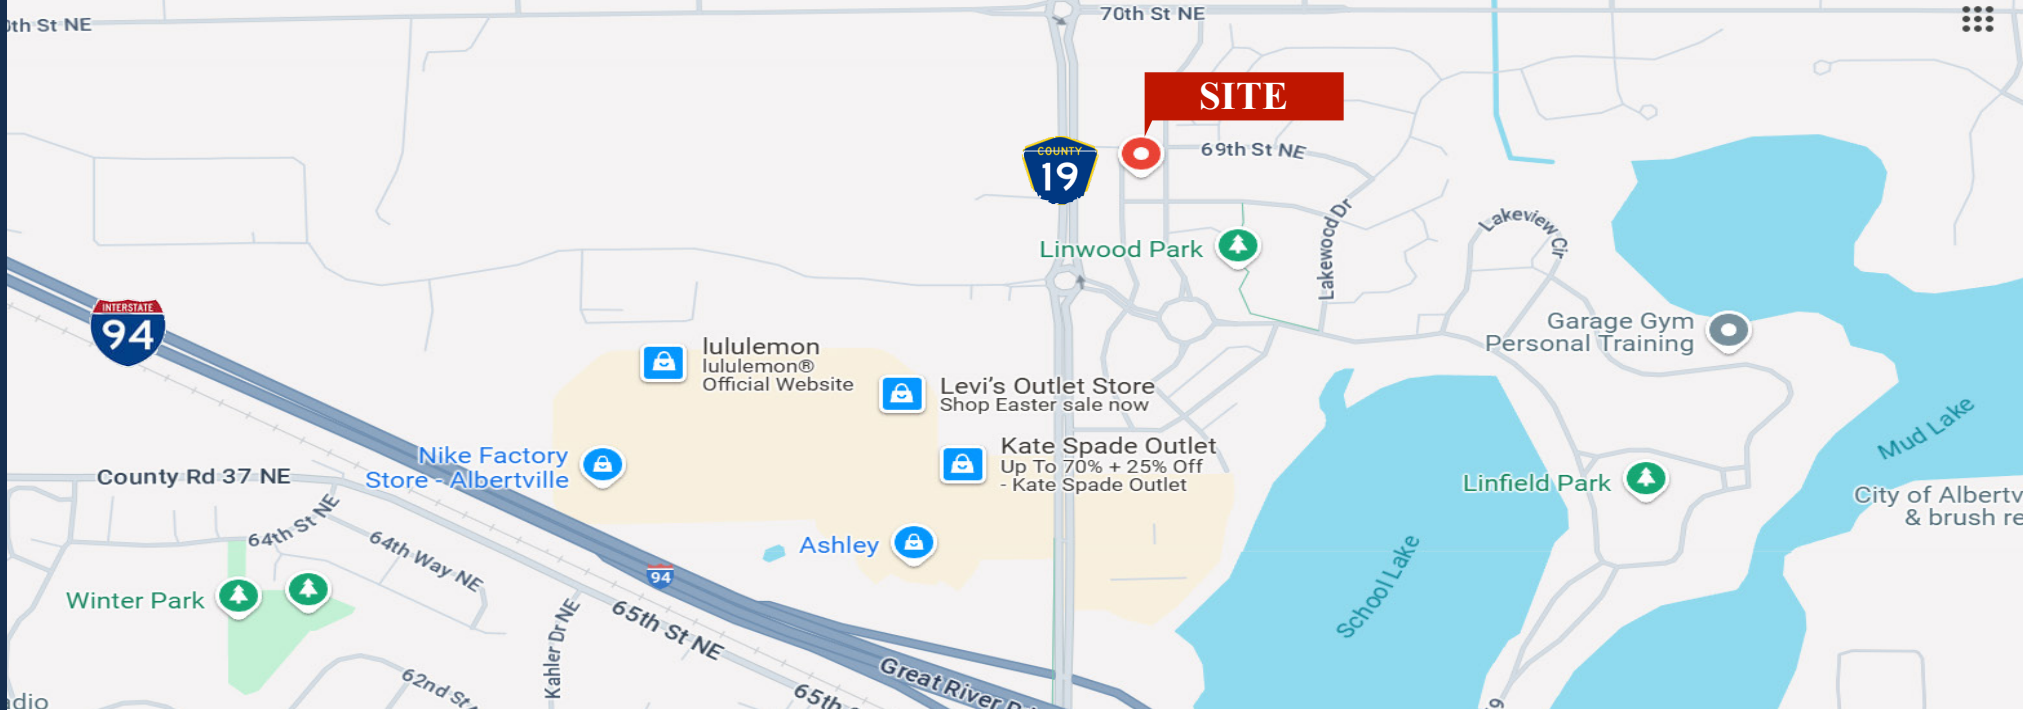 th St NE
70th St NE
SITE
COUNTY
19
69th St NE
Lakewood Dr
Lakeview Cir
Linwood Park
INTERSTATE
94
lululemon
lululemon®
Official Website
Levi's Outlet Store
Shop Easter sale now
Garage Gym
Personal Training
Mud Lake
Nike Factory
Store - Albertville
Kate Spade Outlet
Up To 70% + 25% Off
- Kate Spade Outlet
County Rd 37 NE
Linfield Park
City of Albertv
& brush re
64th St NE
64th Way NE
Ashley
School Lake
94
Winter Park
65th St NE
Kahler Dr NE
62nd St
65th
Great River
adio